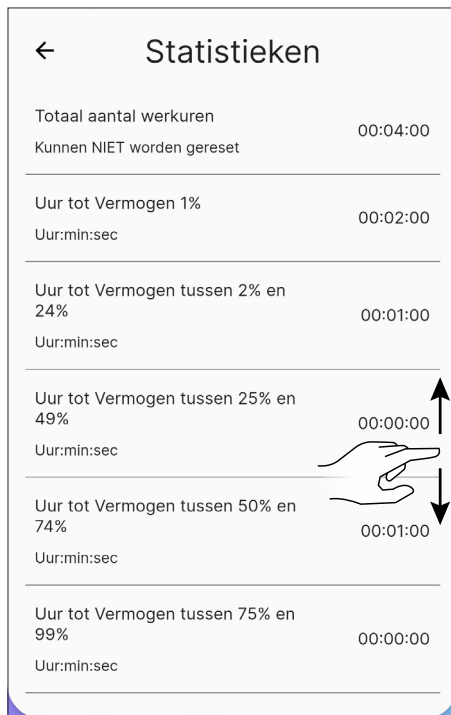 Statistieken
Totaal aantal werkuren
00:04:00
Kunnen NIET worden gereset
Uur tot Vermogen 1%
00:02:00
Uur:min:sec
Uur tot Vermogen tussen 2% en
24%
00:01:00
Uur:min:sec
Uur tot Vermogen tussen 25% en
49%
00:00:00
Uur:min:sec
Uur tot Vermogen tussen 50% en
74%
00:01:00
Uur:min:sec
Uur tot Vermogen tussen 75% en
99%
00:00:00
Uur:min:sec